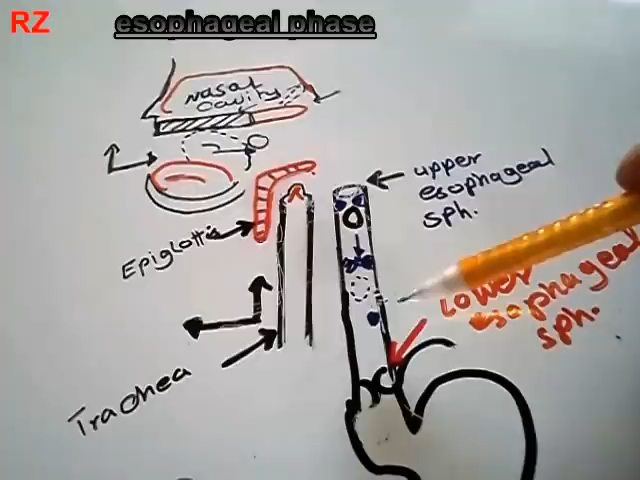 RZ
esophageal phase
Nasal
cavity
upper
esophageal
sph.
Epiglottis
Lower
esophageal
sph.
Trachea